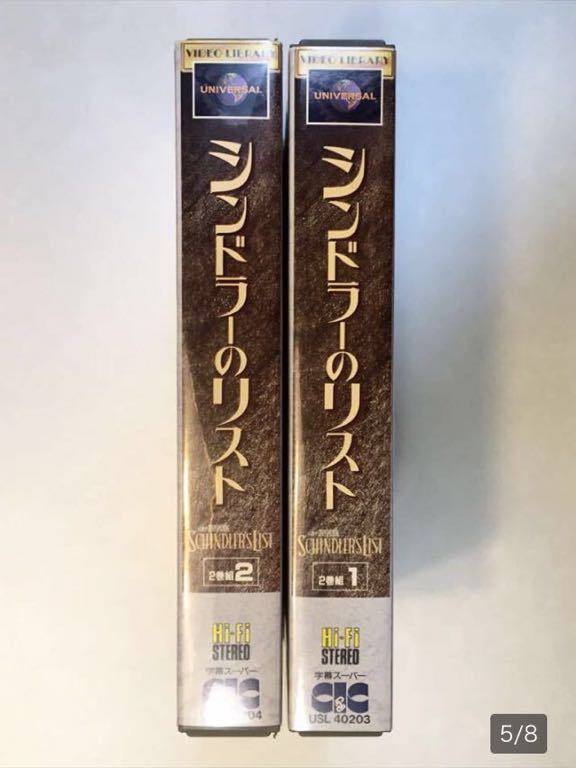 VIDEO LIBRARY
UNIVERSAL
シンドラーのリスト
SCHINDLER'S LIST
2巻組 2
Hi-Fi
STEREO
字幕スーパー
CIC
04
VIDEO LIBRARY
UNIVERSAL
シンドラーのリスト
SCHINDLER'S LIST
2巻組 1
Hi-Fi
STEREO
字幕スーパー
CIC
USL 40203
5/8